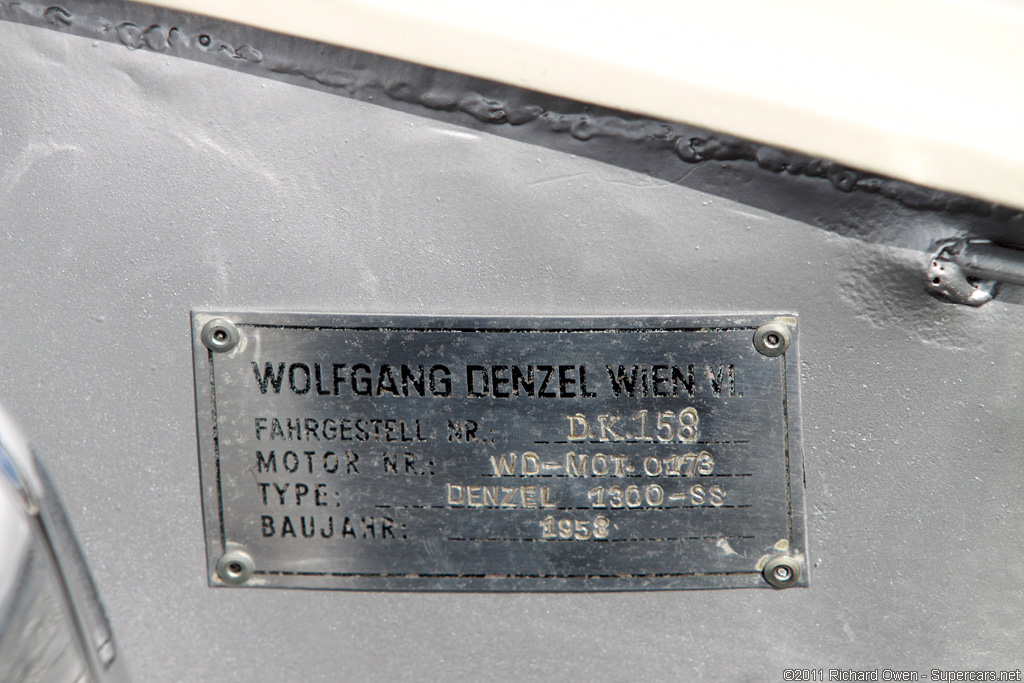 WOLFGANG DENZEL WIEN VI.
FAHRGESTELL NR.: D.K.158
MOTOR NR.: WD-MOT.0173
TYPE: DENZEL 1300-SS
BAUJAHR: 1958
©2011 Richard Owen - Supercars.net